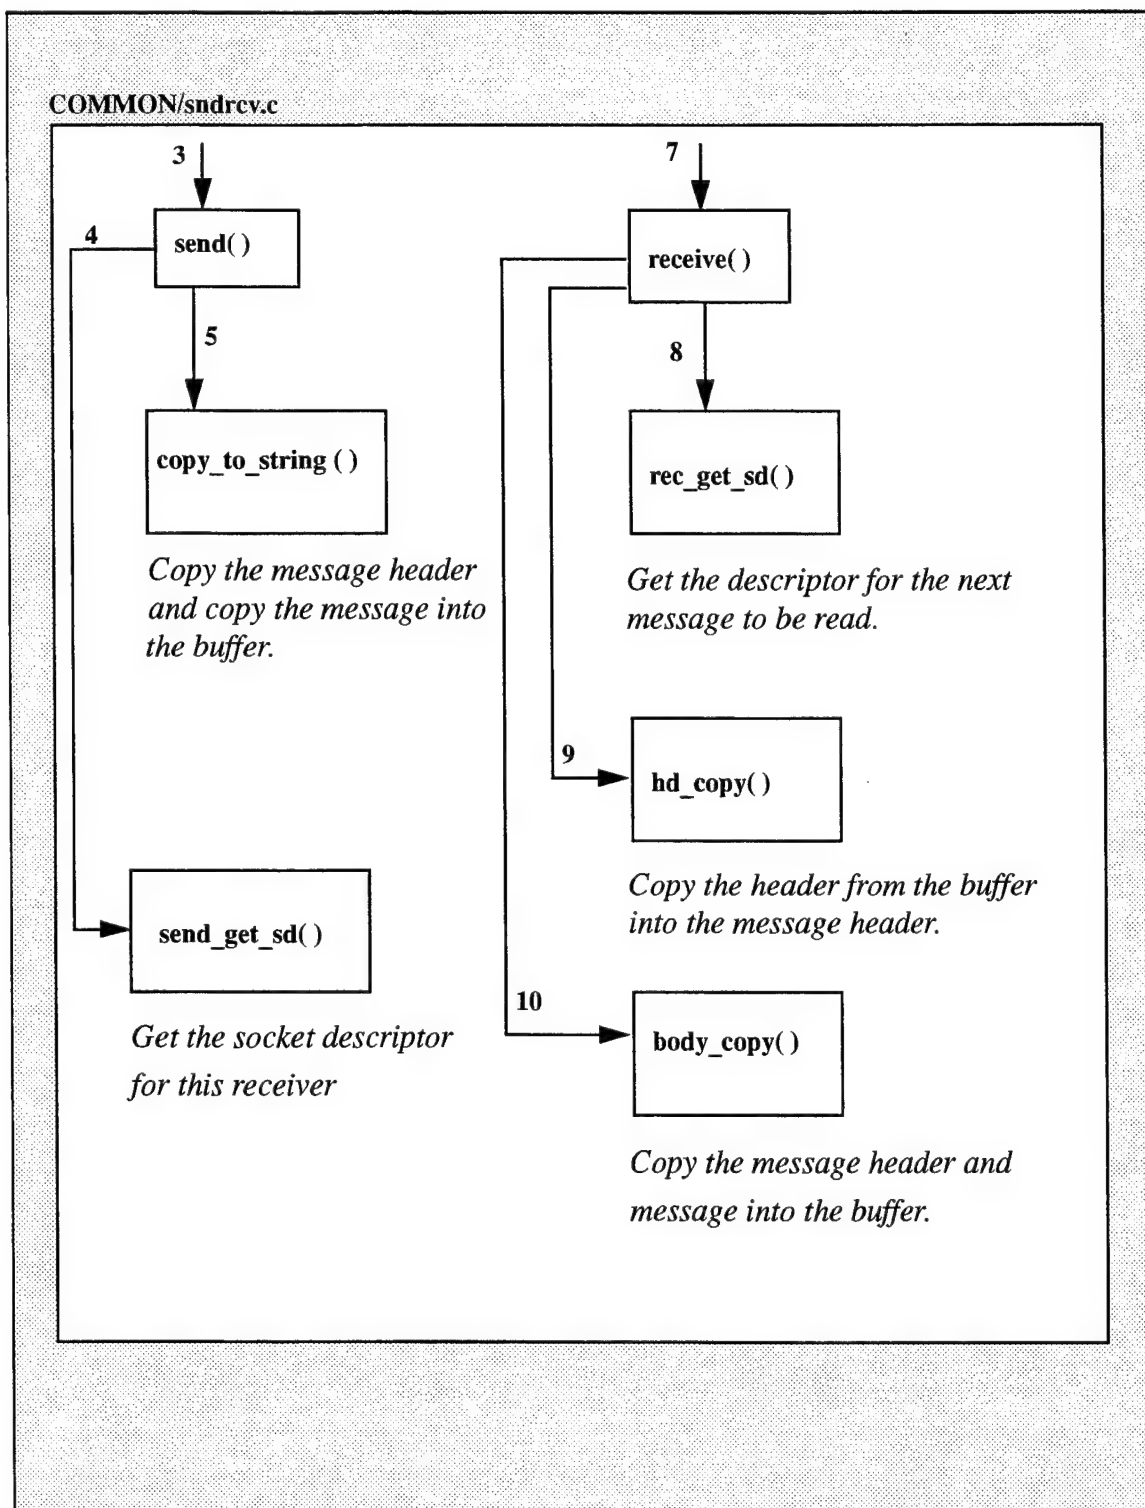 COMMON/sndrcv.c
3
send( )
4
5
copy_to_string ( )
Copy the message header
and copy the message into
the buffer.
send_get_sd( )
Get the socket descriptor
for this receiver
7
receive( )
8
rec_get_sd( )
Get the descriptor for the next
message to be read.
9
hd_copy( )
Copy the header from the buffer
into the message header.
10
body_copy( )
Copy the message header and
message into the buffer.